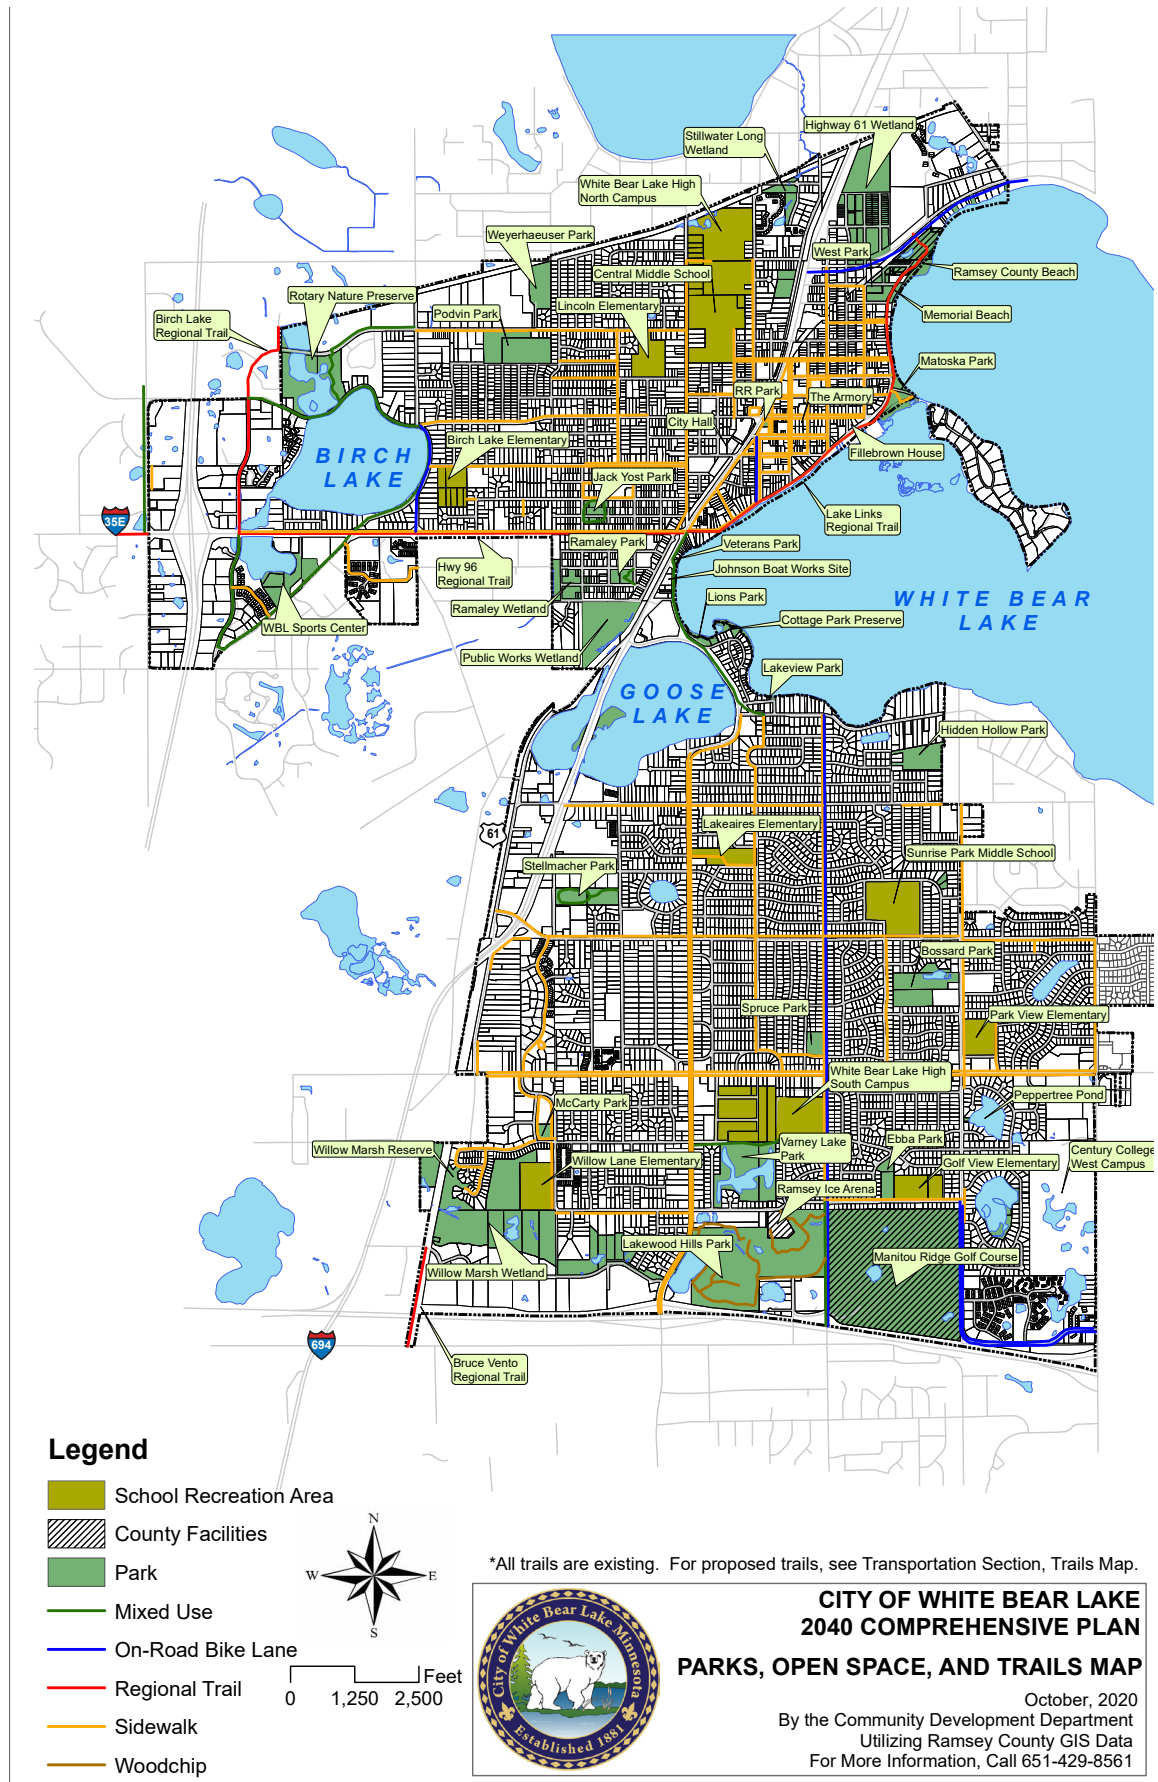 Highway 61 Wetland
Stillwater Long
Wetland
White Bear Lake High
North Campus
Weyerhaeuser Park
West Park
Central Middle School
Ramsey County Beach
Rotary Nature Preserve
Lincoln Elementary
Birch Lake
Regional Trail
Podvin Park
Memorial Beach
Matoska Park
RR Park
The Armory
City Hall
Birch Lake Elementary
Fillebrown House
BIRCH
LAKE
Jack Yost Park
Lake Links
Regional Trail
35E
Ramaley Park
Veterans Park
Hwy 96
Regional Trail
Johnson Boat Works Site
Lions Park
WHITE BEAR
LAKE
Ramaley Wetland
Cottage Park Preserve
WBL Sports Center
Public Works Wetland
Lakeview Park
GOOSE
LAKE
Hidden Hollow Park
61
Lakeaires Elementary
Sunrise Park Middle School
Stellmacher Park
Bossard Park
Spruce Park
Park View Elementary
White Bear Lake High
South Campus
McCarty Park
Peppertree Pond
Willow Marsh Reserve
Varney Lake
Park
Ebba Park
Century College
West Campus
Willow Lane Elementary
Golf View Elementary
Ramsey Ice Arena
Lakewood Hills Park
Manitou Ridge Golf Course
Willow Marsh Wetland
694
Bruce Vento
Regional Trail
Legend
School Recreation Area
County Facilities
Park
Mixed Use
On-Road Bike Lane
Regional Trail
Sidewalk
Woodchip
N
W
E
S
Feet
0 1,250 2,500
*All trails are existing. For proposed trails, see Transportation Section, Trails Map.
City of White Bear Lake Minnesota
Established 1881
CITY OF WHITE BEAR LAKE
2040 COMPREHENSIVE PLAN
PARKS, OPEN SPACE, AND TRAILS MAP
October, 2020
By the Community Development Department
Utilizing Ramsey County GIS Data
For More Information, Call 651-429-8561